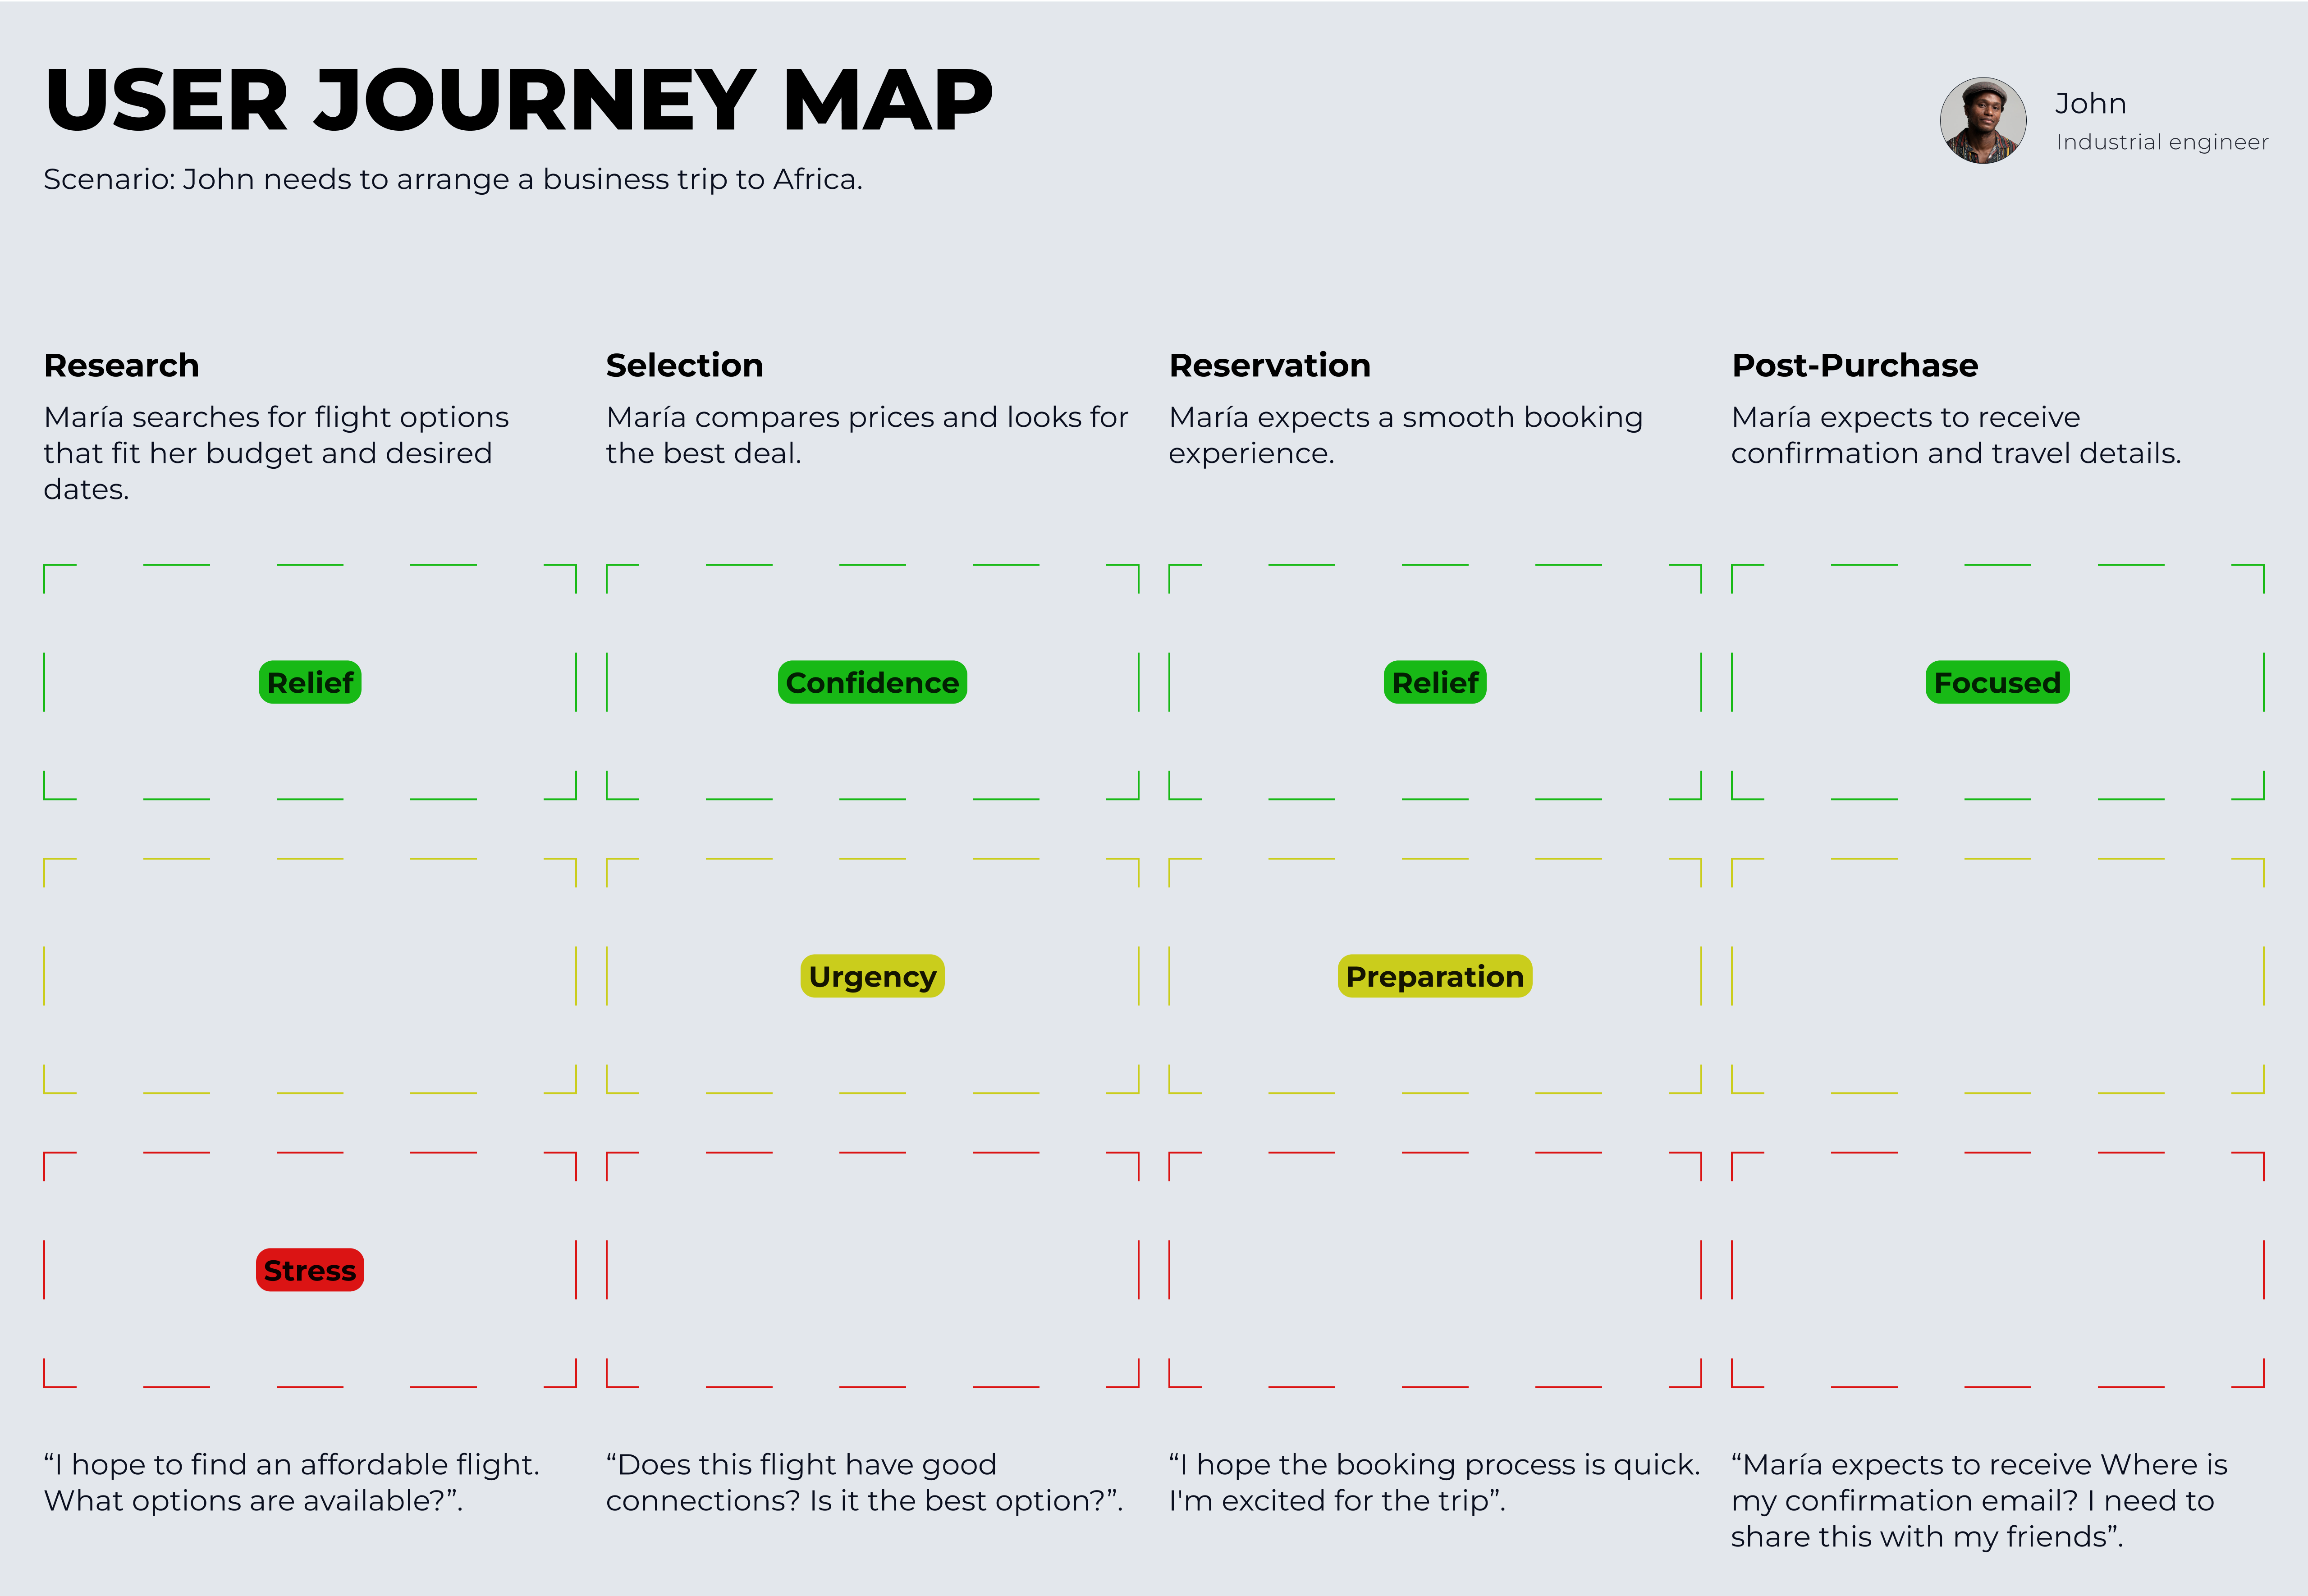 USER JOURNEY MAP
Scenario: John needs to arrange a business trip to Africa.
John
Industrial engineer
Research
María searches for flight options
that fit her budget and desired
dates.
Selection
María compares prices and looks for
the best deal.
Reservation
María expects a smooth booking
experience.
Post-Purchase
María expects to receive
confirmation and travel details.
Relief
Confidence
Relief
Focused
Urgency
Preparation
Stress
“I hope to find an affordable flight.
What options are available?”.
“Does this flight have good
connections? Is it the best option?”.
“I hope the booking process is quick.
I'm excited for the trip”.
“María expects to receive Where is
my confirmation email? I need to
share this with my friends”.